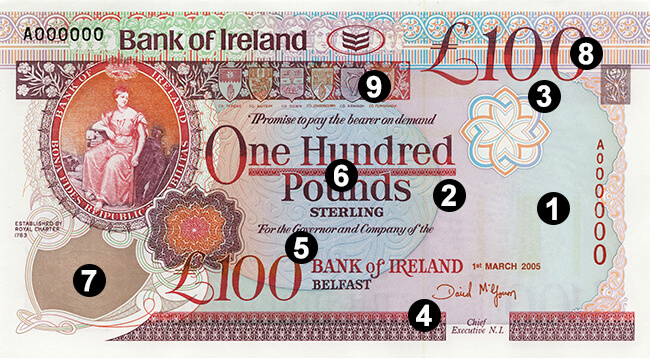 A000000 Bank of Ireland £100 8
9
3
CO TYRONE CO ANTRIM CO DOWN CO LONDONDERRY CO ARMAGH CO FERMANAGH
BANK OF IRELAND
BONA FIDES REIPUBLICÆ STABILITAS
I Promise to pay the bearer on demand
One Hundred
6
Pounds
2
STERLING
A000000
1
ESTABLISHED BY
ROYAL CHARTER
1783
For the Governor and Company of the
5
7
£100 BANK OF IRELAND 1ST MARCH 2005
BELFAST
4
Chief
Executive N.I.